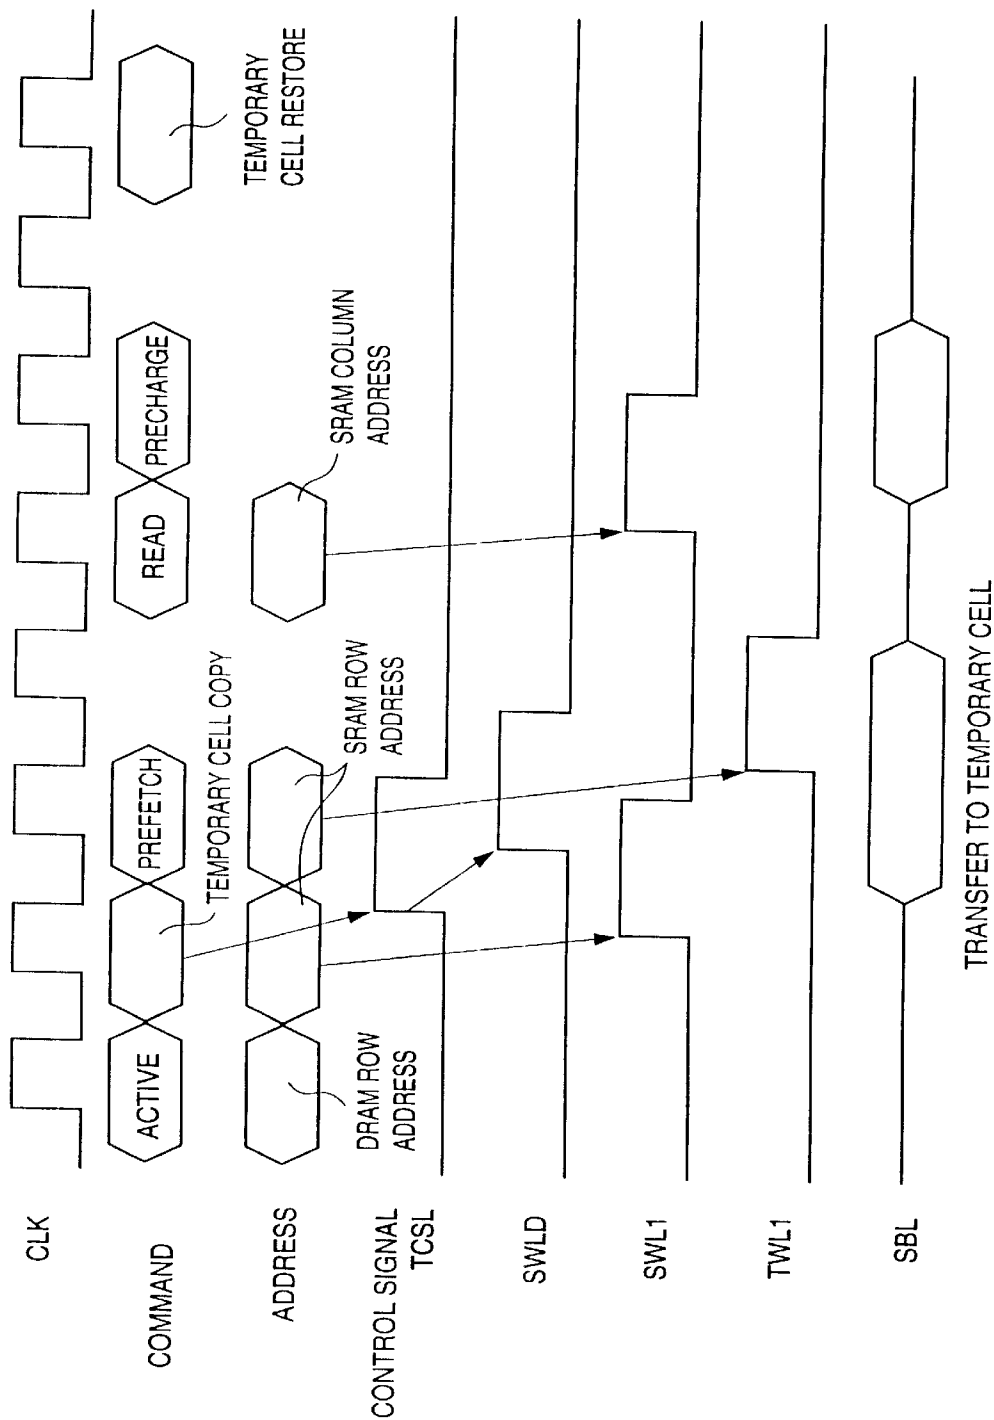 CLK
COMMAND
ACTIVE
TEMPORARY CELL COPY
PREFETCH
READ
PRECHARGE
TEMPORARY
CELL RESTORE
ADDRESS
DRAM ROW
ADDRESS
SRAM ROW
ADDRESS
SRAM COLUMN
ADDRESS
CONTROL SIGNAL
TCSL
SWLD
SWL1
TWL1
SBL
TRANSFER TO TEMPORARY CELL